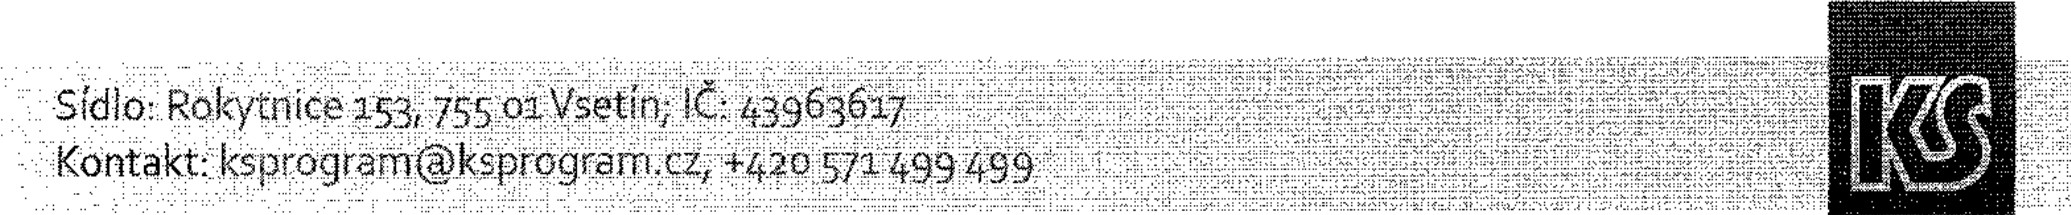 Sídlo: Rokytnice 153, 755 01 Vsetín; IČ: 43963617
Kontakt: ksprogram@ksprogram.cz, +420 571 499 499
KS